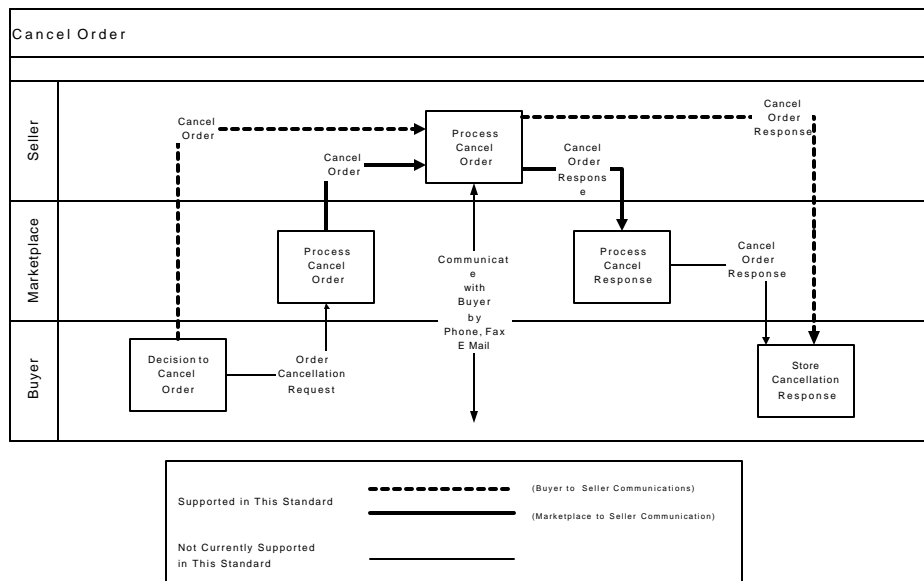 Cancel Order
Seller
Marketplace
Buyer
Cancel
Order
Cancel
Order
Process
Cancel
Order
Cancel
Order
Respons
e
Cancel
Order
Response
Process
Cancel
Order
Communicat
e
with
Buyer
by
Phone, Fax
E Mail
Process
Cancel
Response
Cancel
Order
Response
Decision to
Cancel
Order
Order
Cancellation
Request
Store
Cancellation
Response
Supported in This Standard
(Buyer to Seller Communications)
(Marketplace to Seller Communication)
Not Currently Supported
in This Standard